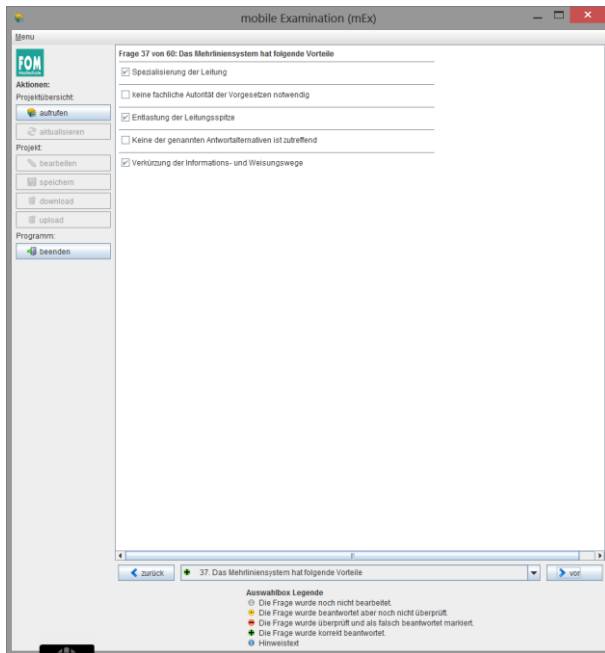 mobile Examination (mEx)
Menu
FOM
Hochschule
Aktionen:
Projektübersicht:
aufrufen
aktualisieren
Projekt:
bearbeiten
speichern
download
upload
Programm:
beenden
Frage 37 von 60: Das Mehrliniensystem hat folgende Vorteile
Spezialisierung der Leitung
keine fachliche Autorität der Vorgesetzen notwendig
Entlastung der Leitungsspitze
Keine der genannten Antwortalternativen ist zutreffend
Verkürzung der Informations- und Weisungswege
zurück
37. Das Mehrliniensystem hat folgende Vorteile
vor
Auswahlbox Legende
Die Frage wurde noch nicht bearbeitet.
Die Frage wurde beantwortet aber noch nicht überprüft.
Die Frage wurde überprüft und als falsch beantwortet markiert.
Die Frage wurde korrekt beantwortet.
Hinweistext